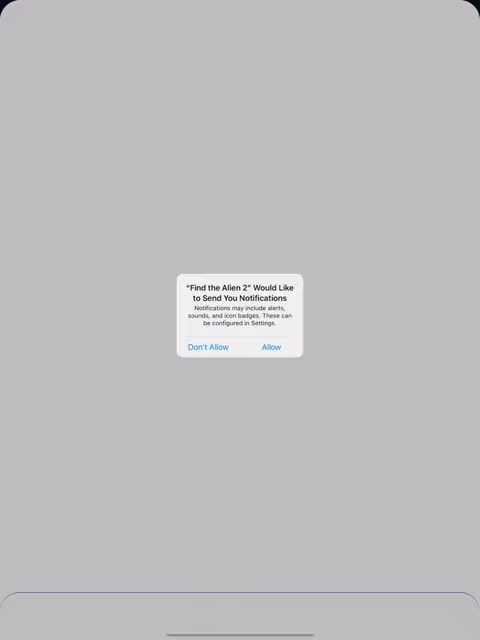 “Find the Alien 2” Would Like
to Send You Notifications
Notifications may include alerts,
sounds, and icon badges. These can
be configured in Settings.
Don’t Allow
Allow